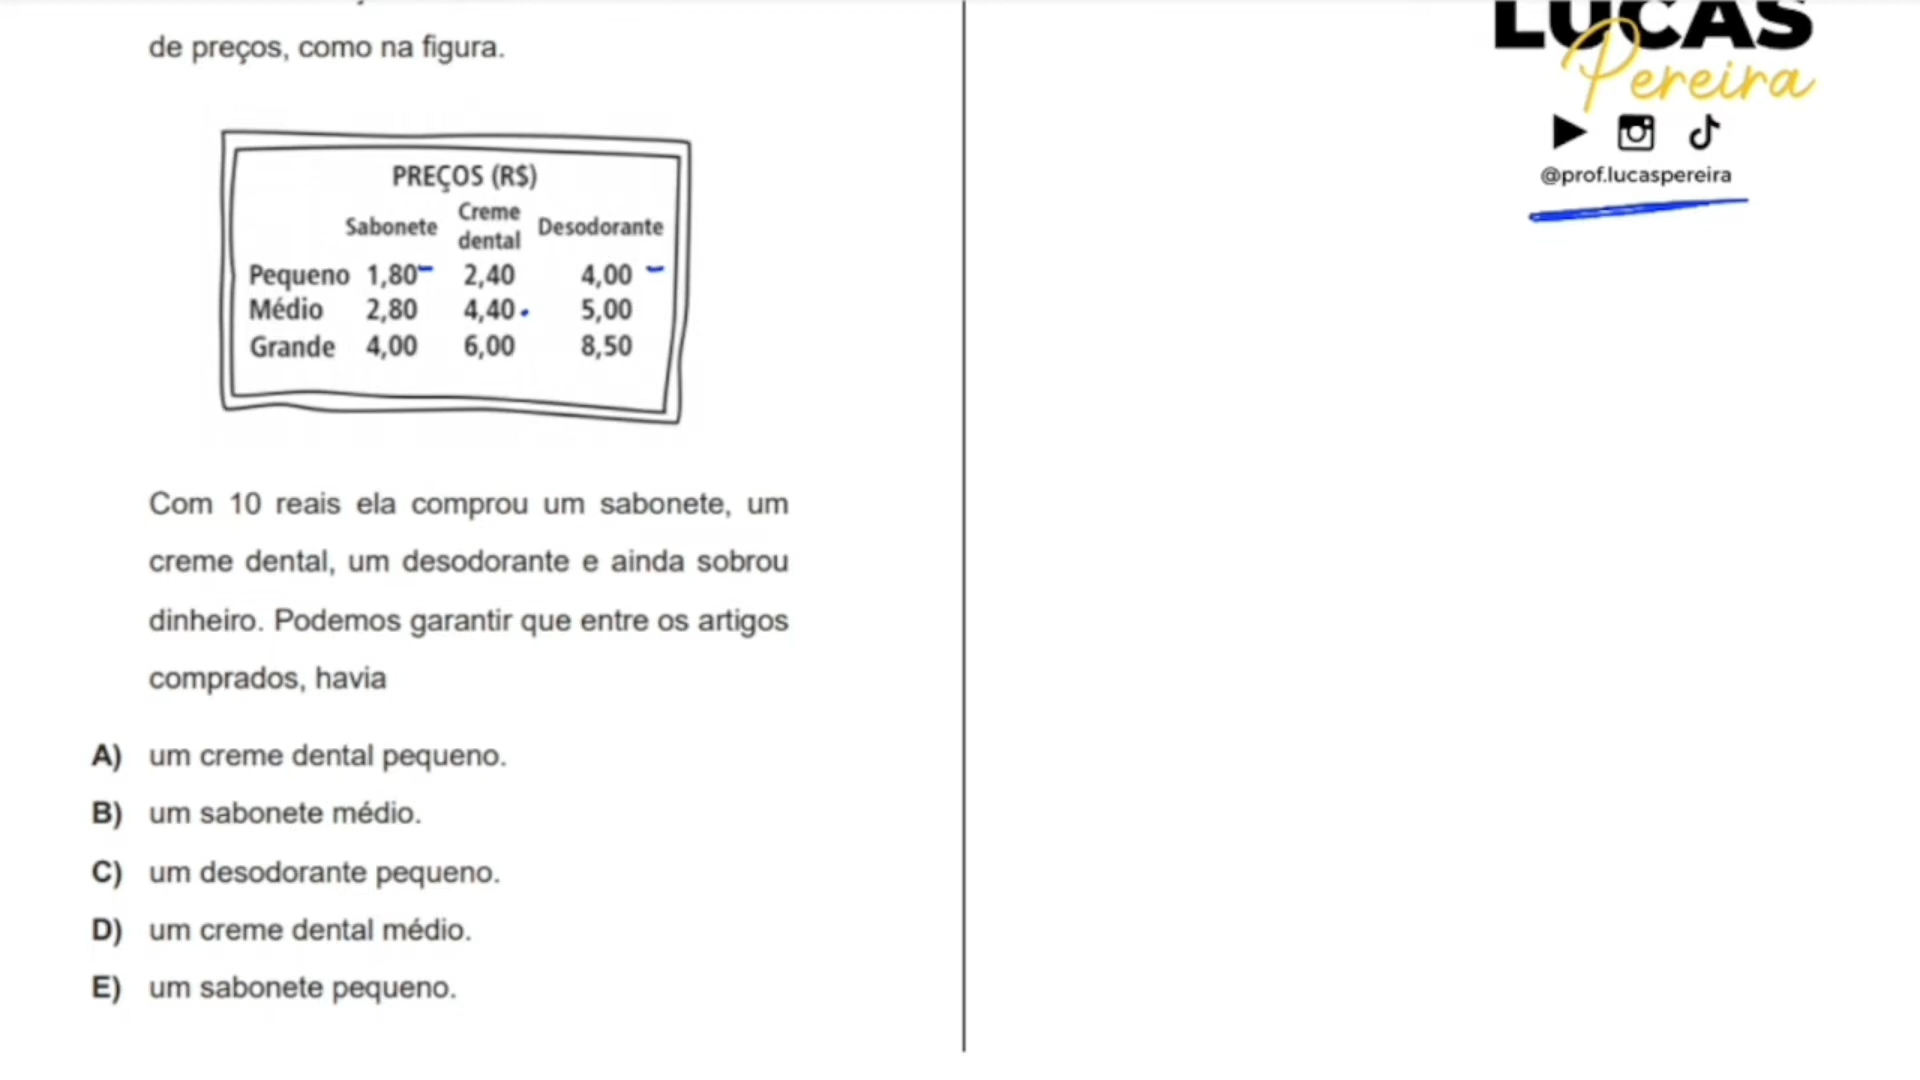 LUCAS
Pereira
@prof.lucaspereira
de preços, como na figura.
PREÇOS (R$)
Sabonete Creme dental Desodorante
Pequeno 1,80 2,40 4,00
Médio 2,80 4,40 5,00
Grande 4,00 6,00 8,50
Com 10 reais ela comprou um sabonete, um
creme dental, um desodorante e ainda sobrou
dinheiro. Podemos garantir que entre os artigos
comprados, havia
A) um creme dental pequeno.
B) um sabonete médio.
C) um desodorante pequeno.
D) um creme dental médio.
E) um sabonete pequeno.